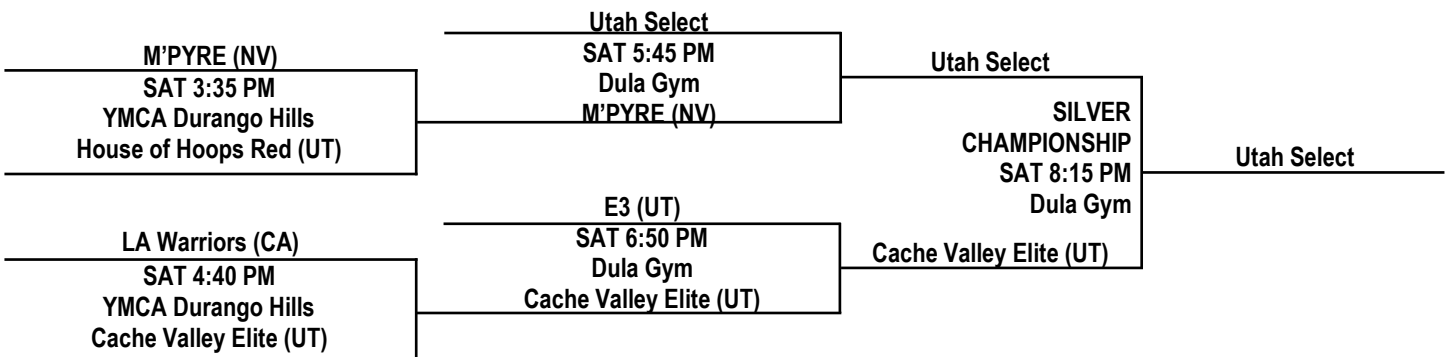 Utah Select
M'PYRE (NV)
SAT 5:45 PM
Utah Select
SAT 3:35 PM
Dula Gym
YMCA Durango Hills
M'PYRE (NV)
SILVER
House of Hoops Red (UT)
CHAMPIONSHIP
Utah Select
SAT 8:15 PM
E3 (UT)
Dula Gym
LA Warriors (CA)
SAT 6:50 PM
Cache Valley Elite (UT)
SAT 4:40 PM
Dula Gym
YMCA Durango Hills
Cache Valley Elite (UT)
Cache Valley Elite (UT)